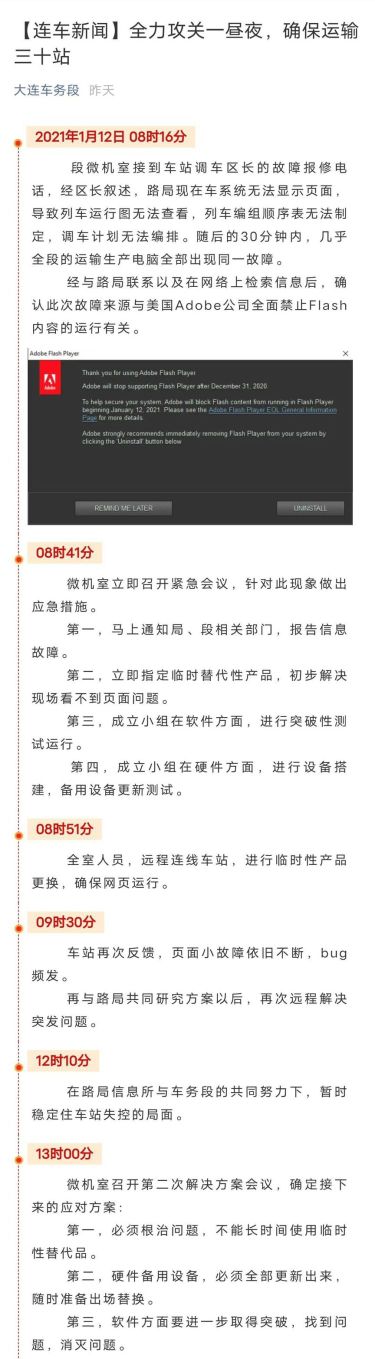 【连车新闻】全力攻关一昼夜，确保运输
三十站
大连车务段 昨天
2021年1月12日 08时16分
段微机室接到车站调车区长的故障报修电
话，经区长叙述，路局现在车系统无法显示页面，
导致列车运行图无法查看，列车编组顺序表无法制
定，调车计划无法编排。随后的30分钟内，几乎
全段的运输生产电脑全部出现同一故障。
经与路局联系以及在网络上检索信息后，确
认此次故障来源与美国Adobe公司全面禁止Flash
内容的运行有关。
Adobe Flash Player
Adobe
Thank you for using Adobe Flash Player
Adobe will stop supporting Flash Player after December 31, 2020.
To help secure your system, Adobe will block Flash content from running in Flash Player
beginning January 12, 2021. Please see the Adobe Flash Player EOL General Information
Page for more details.
Adobe strongly recommends immediately removing Flash Player from your system by
clicking the 'Uninstall' button below
REMIND ME LATER UNINSTALL
08时41分
微机室立即召开紧急会议，针对此现象做出
应急措施。
第一，马上通知局、段相关部门，报告信息
故障。
第二，立即指定临时替代性产品，初步解决
现场看不到页面问题。
第三，成立小组在软件方面，进行突破性测
试运行。
第四，成立小组在硬件方面，进行设备搭
建，备用设备更新测试。
08时51分
全室人员，远程连线车站，进行临时性产品
更换，确保网页运行。
09时30分
车站再次反馈，页面小故障依旧不断，bug
频发。
再与路局共同研究方案以后，再次远程解决
突发问题。
12时10分
在路局信息所与车务段的共同努力下，暂时
稳定住车站失控的局面。
13时00分
微机室召开第二次解决方案会议，确定接下
来的应对方案：
第一，必须根治问题，不能长时间使用临时
性替代品。
第二，硬件备用设备，必须全部更新出来，
随时准备出场替换。
第三，软件方面要进一步取得突破，找到问
题，消灭问题。